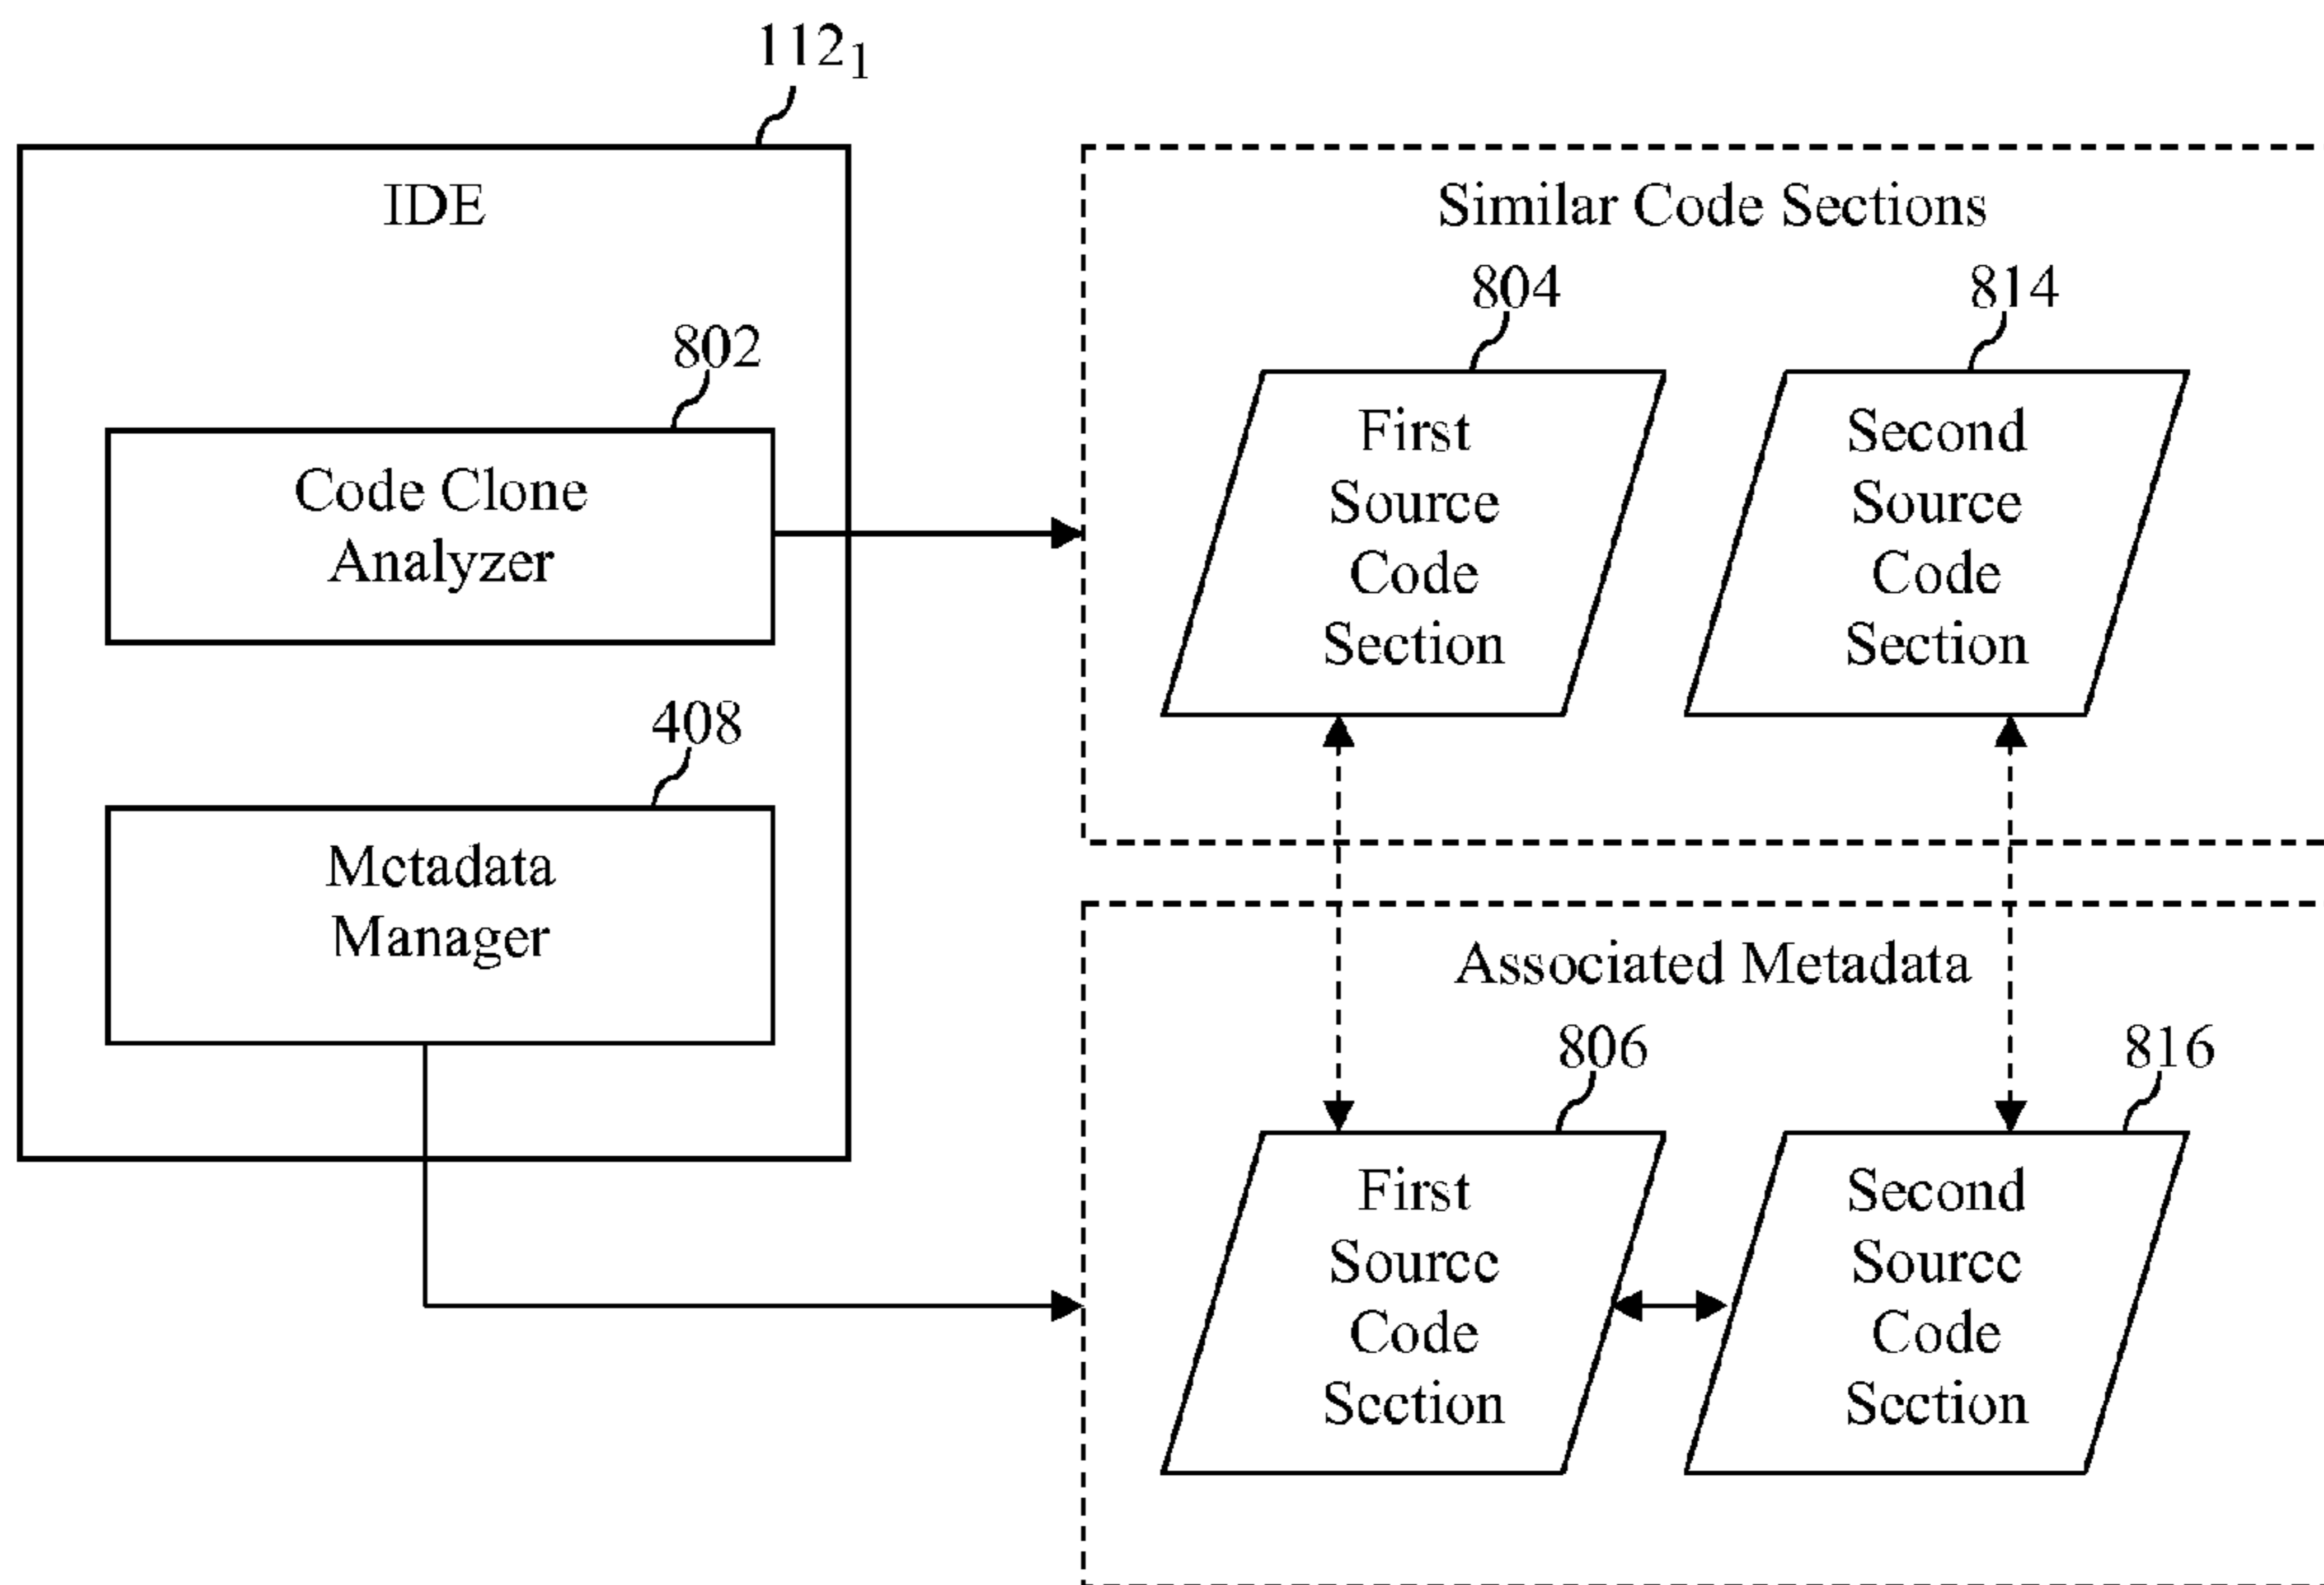 112₁
IDE
802
Code Clone
Analyzer
408
Metadata
Manager
Similar Code Sections
804
814
First
Source
Code
Section
Second
Source
Code
Section
Associated Metadata
806
816
First
Source
Code
Section
Second
Source
Code
Section